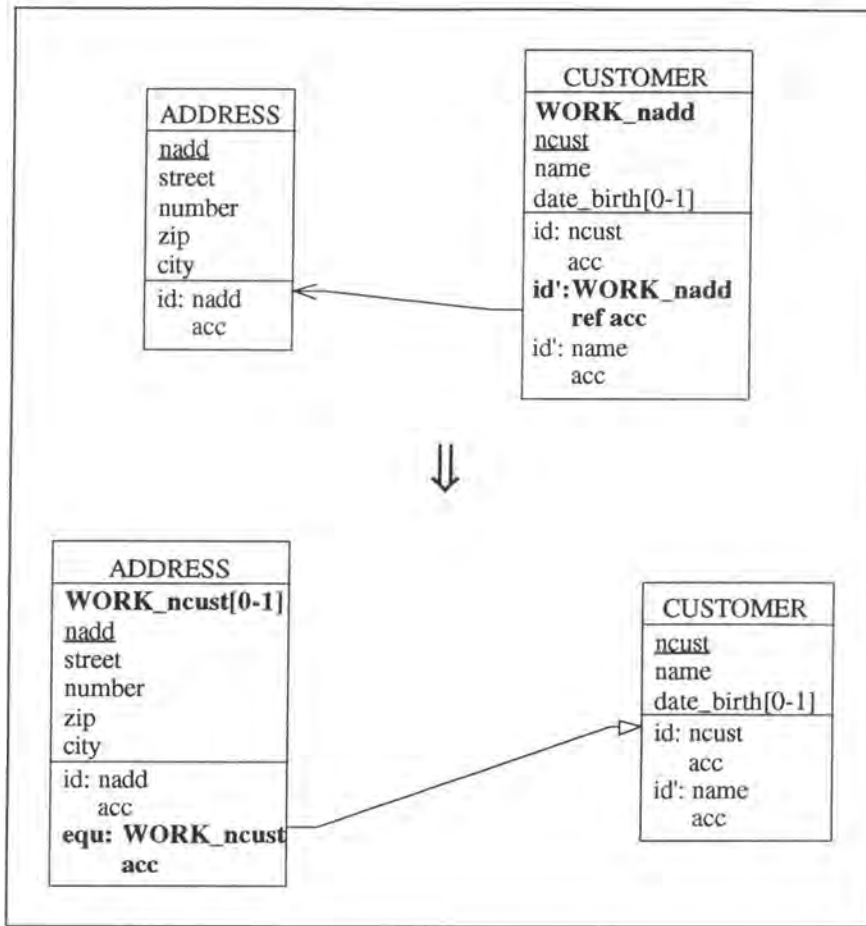 ADDRESS
nadd
street
number
zip
city
id: nadd
acc
CUSTOMER
WORK_nadd
ncust
name
date_birth[0-1]
id: ncust
acc
id':WORK_nadd
ref acc
id': name
acc
⇓
ADDRESS
WORK_ncust[0-1]
nadd
street
number
zip
city
id: nadd
acc
equ: WORK_ncust
acc
CUSTOMER
ncust
name
date_birth[0-1]
id: ncust
acc
id': name
acc